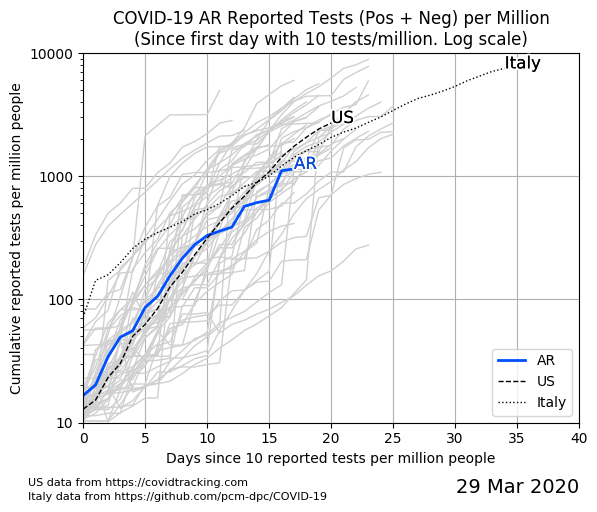 COVID-19 AR Reported Tests (Pos + Neg) per Million
(Since first day with 10 tests/million. Log scale)
Cumulative reported tests per million people
10000
1000
100
10
Italy
US
AR
AR
US
Italy
0 5 10 15 20 25 30 35 40
Days since 10 reported tests per million people
US data from https://covidtracking.com
Italy data from https://github.com/pcm-dpc/COVID-19
29 Mar 2020